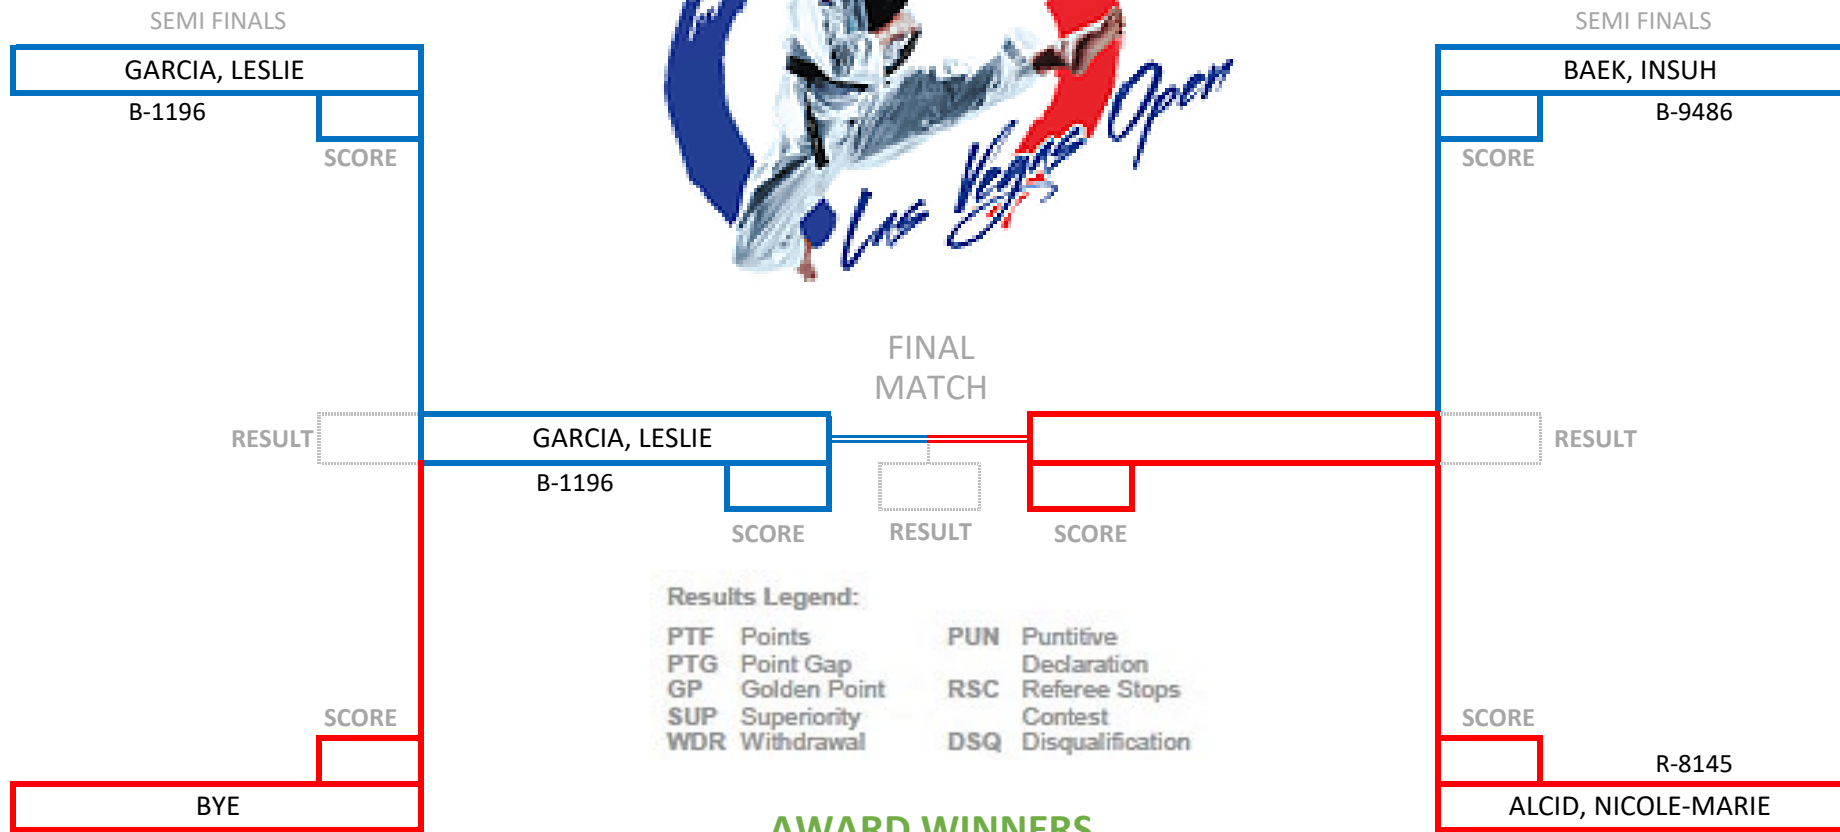 SEMI FINALS
SEMI FINALS
GARCIA, LESLIE
BAEK, INSUH
B-1196
B-9486
SCORE
SCORE
Las Vegas Open
FINAL
MATCH
RESULT
GARCIA, LESLIE
RESULT
B-1196
SCORE
RESULT
SCORE
Results Legend:
PTF Points
PTG Point Gap
GP Golden Point
SUP Superiority
WDR Withdrawal
PUN Puntitive
Declaration
RSC Referee Stops
Contest
DSQ Disqualification
SCORE
SCORE
R-8145
BYE
ALCID, NICOLE-MARIE
AWARD WINNERS